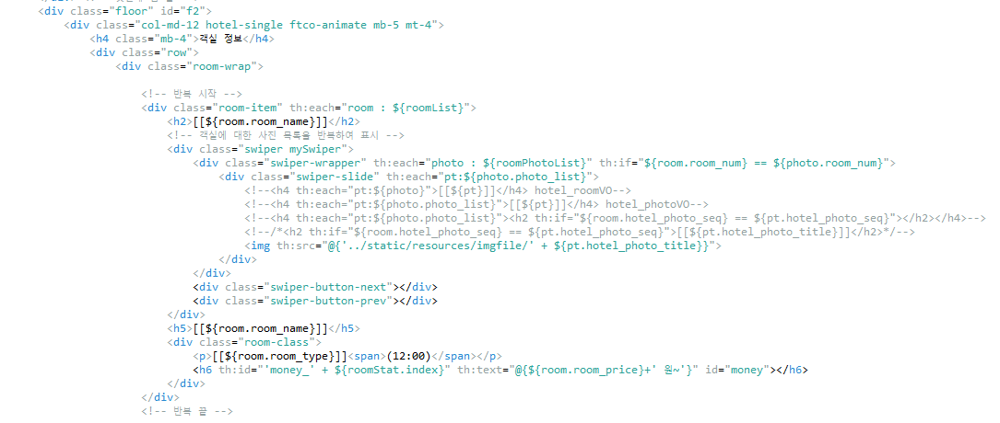 <div class="floor" id="f2">
<div class="col-md-12 hotel-single ftco-animate mb-5 mt-4">
<h4 class="mb-4">객실 정보</h4>
<div class="row">
<div class="room-wrap">
<!-- 반복 시작 -->
<div class="room-item" th:each="room : ${roomList}">
<h2>[[${room.room_name}]]</h2>
<!-- 객실에 대한 사진 목록을 반복하여 표시 -->
<div class="swiper mySwiper">
<div class="swiper-wrapper" th:each="photo : ${roomPhotoList}" th:if="${room.room_num} == ${photo.room_num}">
<div class="swiper-slide" th:each="pt:${photo.photo_list}">
<!--<h4 th:each="pt:${photo}">[[${pt}]]</h4> hotel_roomVO-->
<!--<h4 th:each="pt:${photo.photo_list}">[[${pt}]]</h4> hotel_photoVO-->
<!--<h4 th:each="pt:${photo.photo_list}"><h2 th:if="${room.hotel_photo_seq} == ${pt.hotel_photo_seq}"></h2></h4>-->
<!--/*<h2 th:if="${room.hotel_photo_seq} == ${pt.hotel_photo_seq}">[[${pt.hotel_photo_title}]]</h2>*/-->
<img th:src="@{'../static/resources/imgfile/' + ${pt.hotel_photo_title}}">
</div>
</div>
<div class="swiper-button-next"></div>
<div class="swiper-button-prev"></div>
</div>
<h5>[[${room.room_name}]]</h5>
<div class="room-class">
<p>[[${room.room_type}]]<span>(12:00)</span></p>
<h6 th:id="'money_' + ${roomStat.index}" th:text="@{${room.room_price}+' 원~'}" id="money"></h6>
</div>
</div>
<!-- 반복 끝 -->